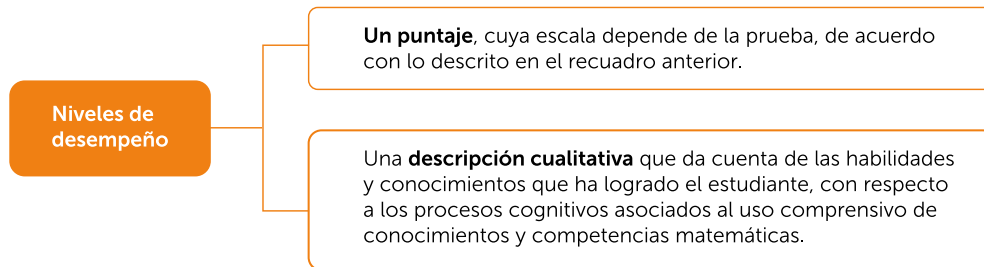 Niveles de
desempeño
Un puntaje, cuya escala depende de la prueba, de acuerdo
con lo descrito en el recuadro anterior.
Una descripción cualitativa que da cuenta de las habilidades
y conocimientos que ha logrado el estudiante, con respecto
a los procesos cognitivos asociados al uso comprensivo de
conocimientos y competencias matemáticas.